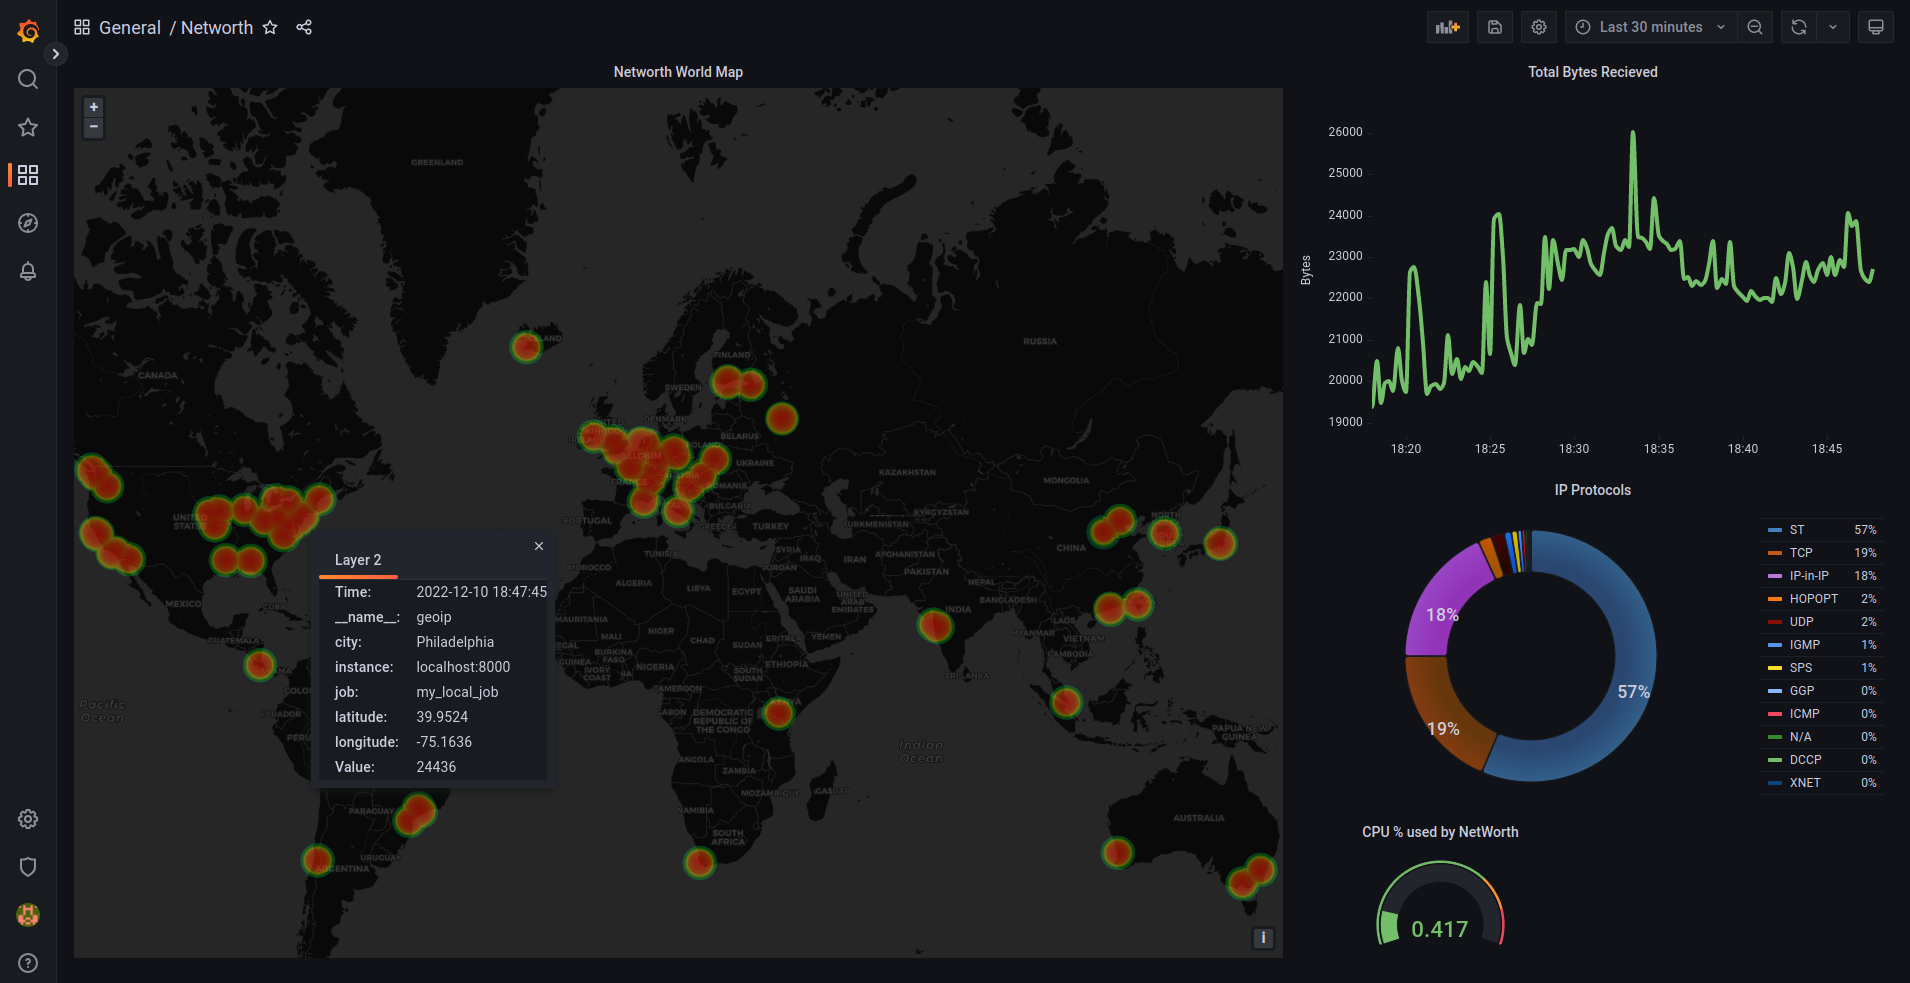 General / Networth
Last 30 minutes
Networth World Map
+
−
GREENLAND
ICELAND
RUSSIA
FINLAND
SWEDEN
CANADA
DENMARK
UNITED
BELARUS
POLAND
BELGIUM
UKRAINE
KAZAKHSTAN
FRANCE
MONGOLIA
BULGARIA
KYRGYZSTAN
NORTH
UNITED
STATES
PORTUGAL
GREECE
TURKEY
TURKMENISTAN
CHINA
TUNISIA
SYRIA
IRAQ
IRAN
AFGHANISTAN
MOROCCO
JORDAN
PAKISTAN
ALGERIA
LIBYA
EGYPT
SAUDI
ARABIA
UNITED
ARAB
EMIRATES
NEPAL
BANGLADESH
INDIA
MEXICO
CUBA
MAURITANIA
MALI
NIGER
CHAD
SUDAN
ERITREA
YEMEN
LAOS
MYANMAR
VIETNAM
GUATEMALA
BURKINA
FASO
GUINEA
IVORY
COAST
NIGERIA
SOUTH
SUDAN
ETHIOPIA
CAMBODIA
SRI LANKA
CAMEROON
Pacific
Ocean
ECUADOR
GABON
DEMOCRATIC
REPUBLIC OF
THE CONGO
KENYA
PAPUA NEW
GUINEA
PERU
Indian
Ocean
ANGOLA
ZAMBIA
MOZAMBIQUE
NAMIBIA
PARAGUAY
SOUTH
AFRICA
AUSTRALIA
URUGUAY
ARGENTINA
Layer 2
Time: 2022-12-10 18:47:45
__name__: geoip
city: Philadelphia
instance: localhost:8000
job: my_local_job
latitude: 39.9524
longitude: -75.1636
Value: 24436
i
Total Bytes Recieved
Bytes
26000
25000
24000
23000
22000
21000
20000
19000
18:20 18:25 18:30 18:35 18:40 18:45
IP Protocols
18%
57%
19%
ST 57%
TCP 19%
IP-in-IP 18%
HOPOPT 2%
UDP 2%
IGMP 1%
SPS 1%
GGP 0%
ICMP 0%
N/A 0%
DCCP 0%
XNET 0%
CPU % used by NetWorth
0.417